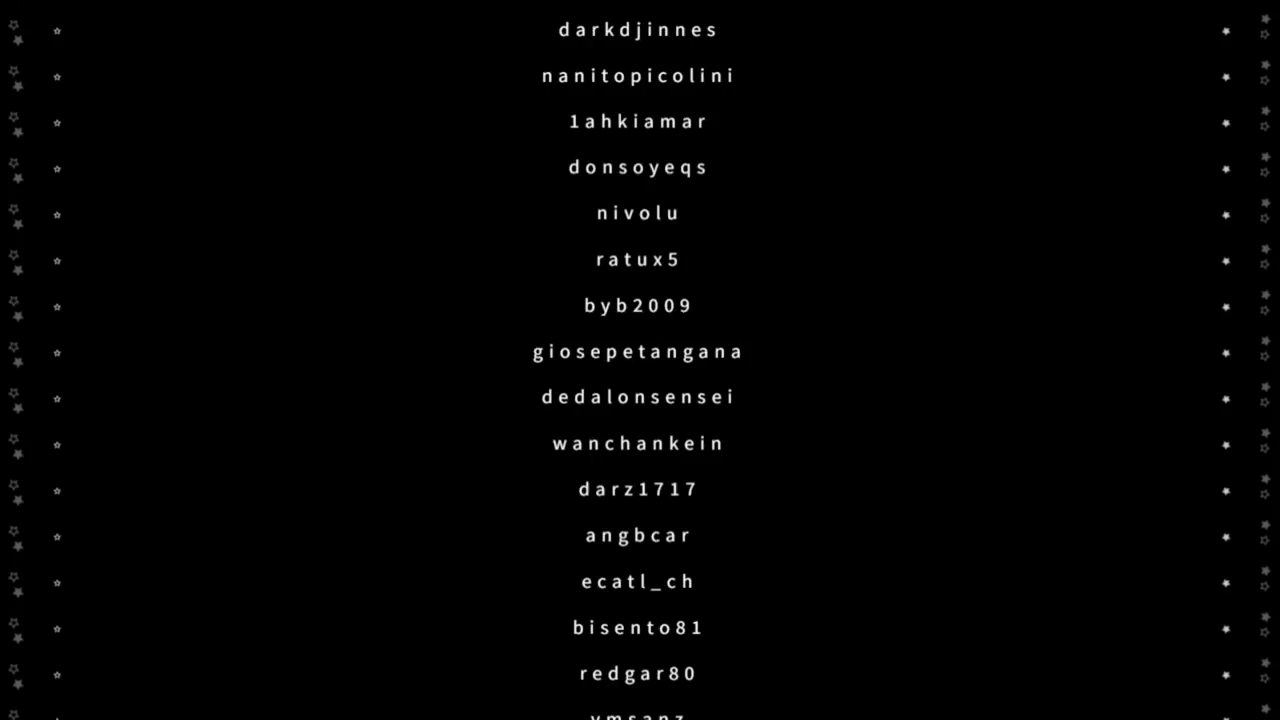 darkdjinnes
nanitopicolini
1ahkiamar
donsoyeqs
nivolu
ratux5
byb2009
giosepetangana
dedalonsensei
wanchankein
darz1717
angbcar
ecatl_ch
bisento81
redgar80